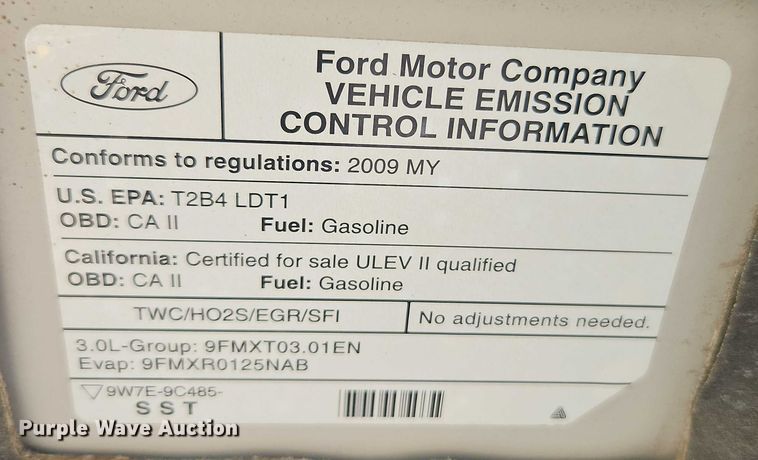 Ford
Ford Motor Company
VEHICLE EMISSION
CONTROL INFORMATION
Conforms to regulations: 2009 MY
U.S. EPA: T2B4 LDT1
OBD: CA II Fuel: Gasoline
California: Certified for sale ULEV II qualified
OBD: CA II Fuel: Gasoline
TWC/HO2S/EGR/SFI No adjustments needed.
3.0L-Group: 9FMXT03.01EN
Evap: 9FMXR0125NAB
9W7E-9C485-
SST
Purple Wave Auction